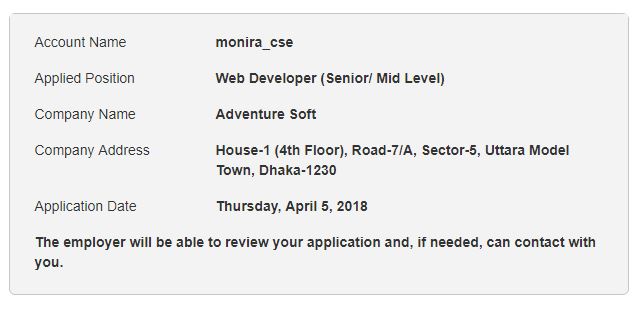 Account Name monira_cse
Applied Position Web Developer (Senior/ Mid Level)
Company Name Adventure Soft
Company Address House-1 (4th Floor), Road-7/A, Sector-5, Uttara Model
Town, Dhaka-1230
Application Date Thursday, April 5, 2018
The employer will be able to review your application and, if needed, can contact with
you.